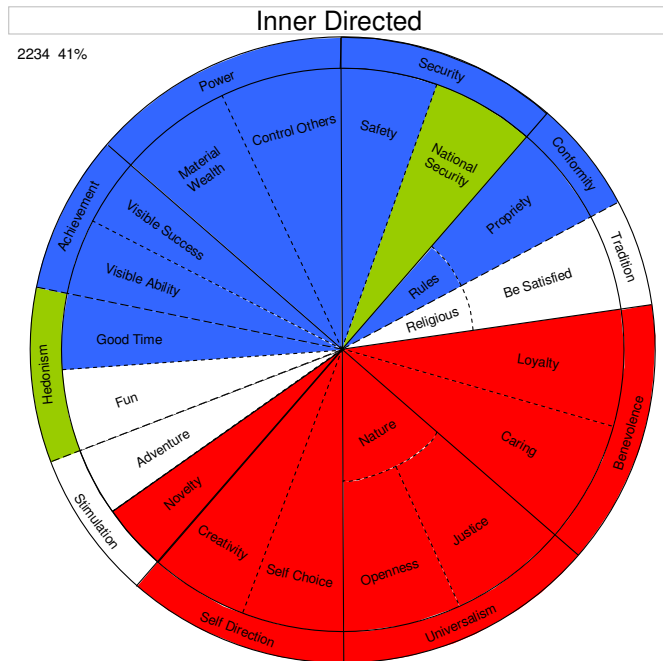 Inner Directed
2234 41%
Power
Security
Control Others
Safety
National
Security
Material
Wealth
Conformity
Achievement
Visible Success
Propriety
Tradition
Visible Ability
Rules
Be Satisfied
Religious
Good Time
Hedonism
Loyalty
Fun
Nature
Caring
Benevolence
Adventure
Novelty
Stimulation
Creativity
Justice
Self Choice
Openness
Self Direction
Universalism